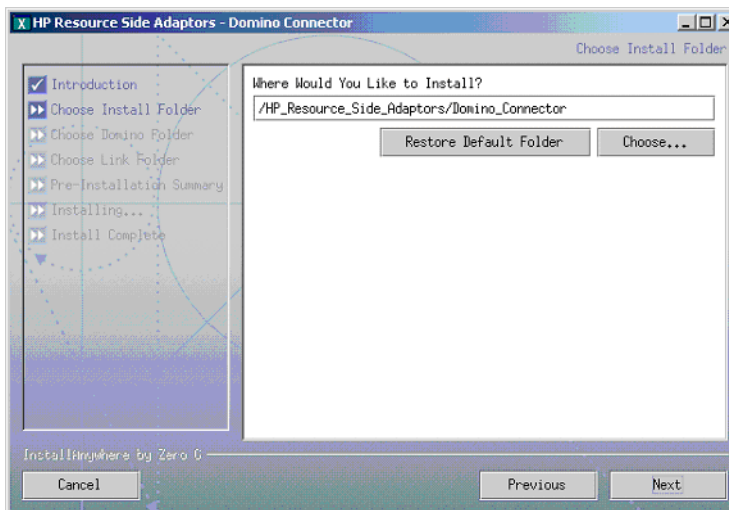 X HP Resource Side Adaptors - Domino Connector
Choose Install Folder
Introduction
Choose Install Folder
Choose Domino Folder
Choose Link Folder
Pre-Installation Summary
Installing...
Install Complete
Where Would You Like to Install?
/HP_Resource_Side_Adaptors/Domino_Connector
Restore Default Folder
Choose...
InstallAnywhere by Zero G
Cancel
Previous
Next